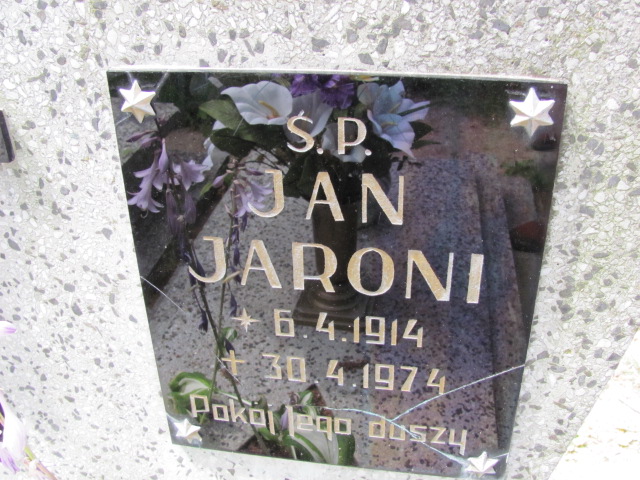 Ś.P.
JAN
JARONI
* 6.4.1914
+ 30.4.1974
Pokój Jego duszy